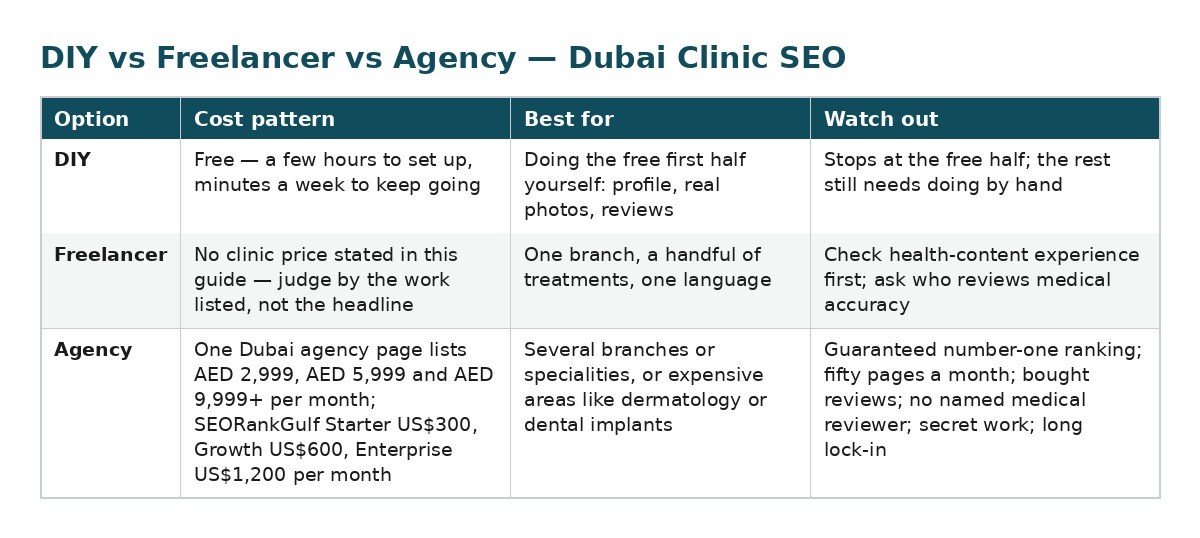 DIY vs Freelancer vs Agency — Dubai Clinic SEO
Option
Cost pattern
Best for
Watch out
DIY
Free — a few hours to set up,
minutes a week to keep going
Doing the free first half
yourself: profile, real
photos, reviews
Stops at the free half; the rest
still needs doing by hand
Freelancer
No clinic price stated in this
guide — judge by the work
listed, not the headline
One branch, a handful of
treatments, one language
Check health-content experience
first; ask who reviews medical
accuracy
Agency
One Dubai agency page lists
AED 2,999, AED 5,999 and AED
9,999+ per month;
SEORankGulf Starter US$300,
Growth US$600, Enterprise
US$1,200 per month
Several branches or
specialities, or expensive
areas like dermatology or
dental implants
Guaranteed number-one ranking;
fifty pages a month; bought
reviews; no named medical
reviewer; secret work; long
lock-in